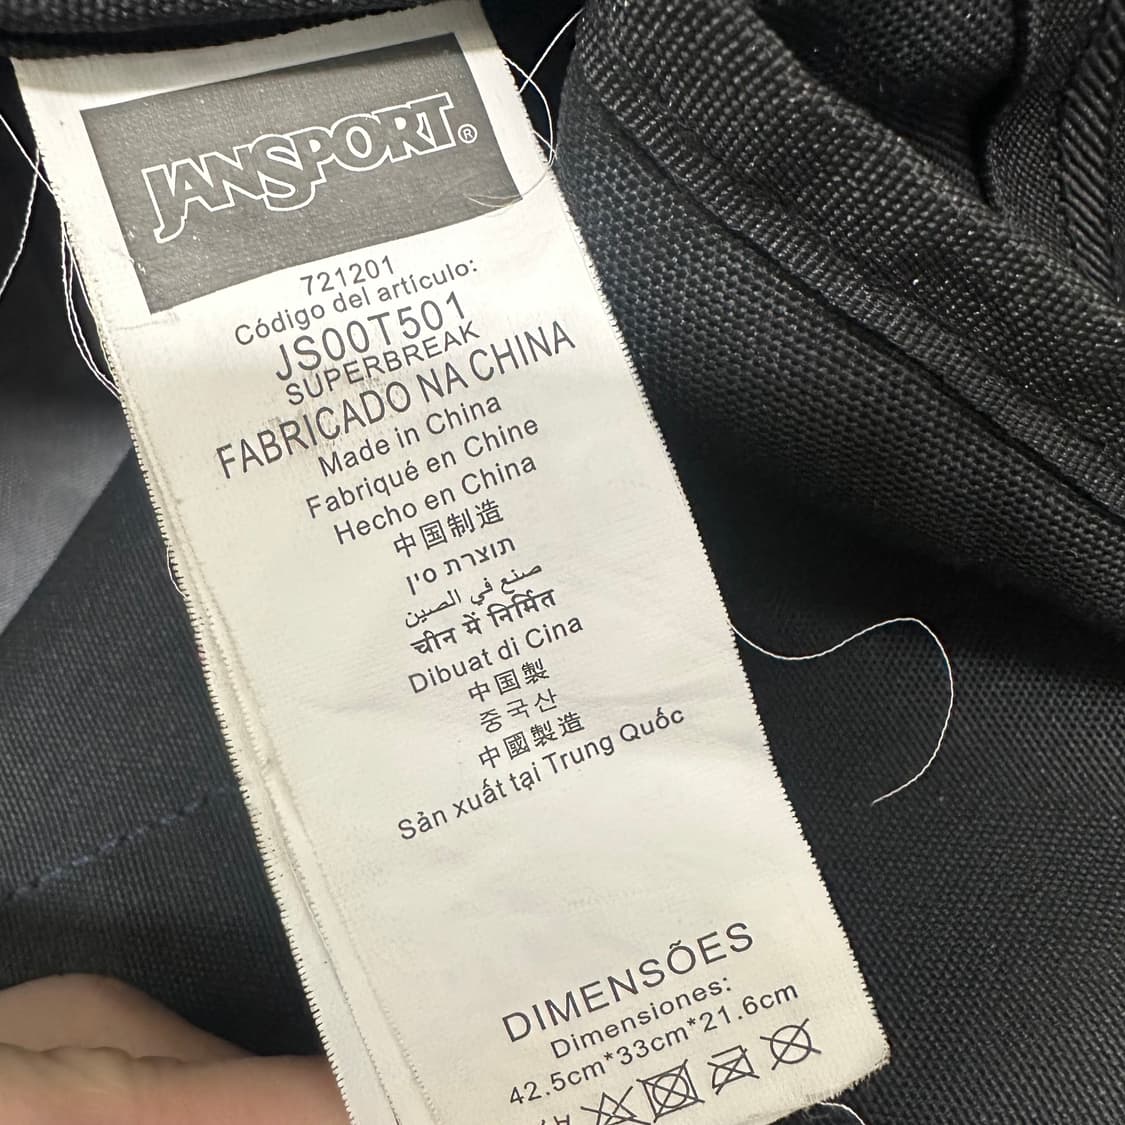 JANSPORT®
721201
Código del artículo:
JS00T501
SUPERBREAK
FABRICADO NA CHINA
Made in China
Fabriqué en Chine
Hecho en China
中国制造
תוצרת סין
صنع في الصين
चीन में निर्मित
Dibuat di Cina
中国製
중국산
中國製造
Sản xuất tại Trung Quốc
DIMENSÕES
Dimensiones:
42.5cm*33cm*21.6cm